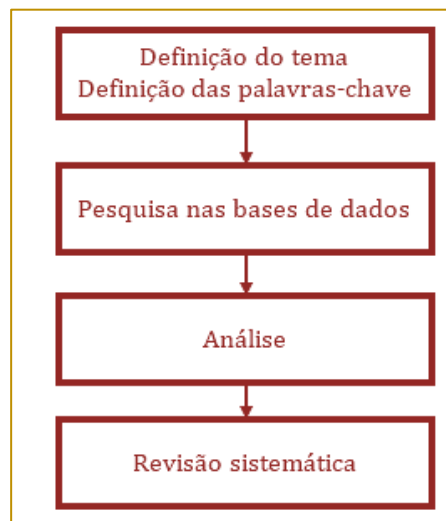 Definição do tema
Definição das palavras-chave
Pesquisa nas bases de dados
Análise
Revisão sistemática